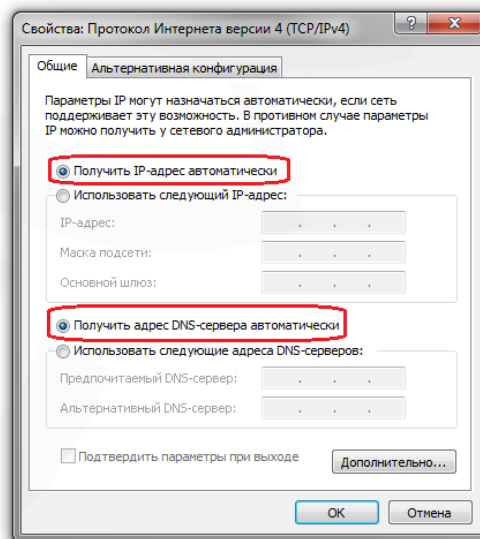 Свойства: Протокол Интернета версии 4 (TCP/IPv4)
Общие
Альтернативная конфигурация
Параметры IP могут назначаться автоматически, если сеть
поддерживает эту возможность. В противном случае параметры
IP можно получить у сетевого администратора.
Получить IP-адрес автоматически
Использовать следующий IP-адрес:
IP-адрес:
Маска подсети:
Основной шлюз:
Получить адрес DNS-сервера автоматически
Использовать следующие адреса DNS-серверов:
Предпочитаемый DNS-сервер:
Альтернативный DNS-сервер:
Подтвердить параметры при выходе
Дополнительно...
ОК
Отмена